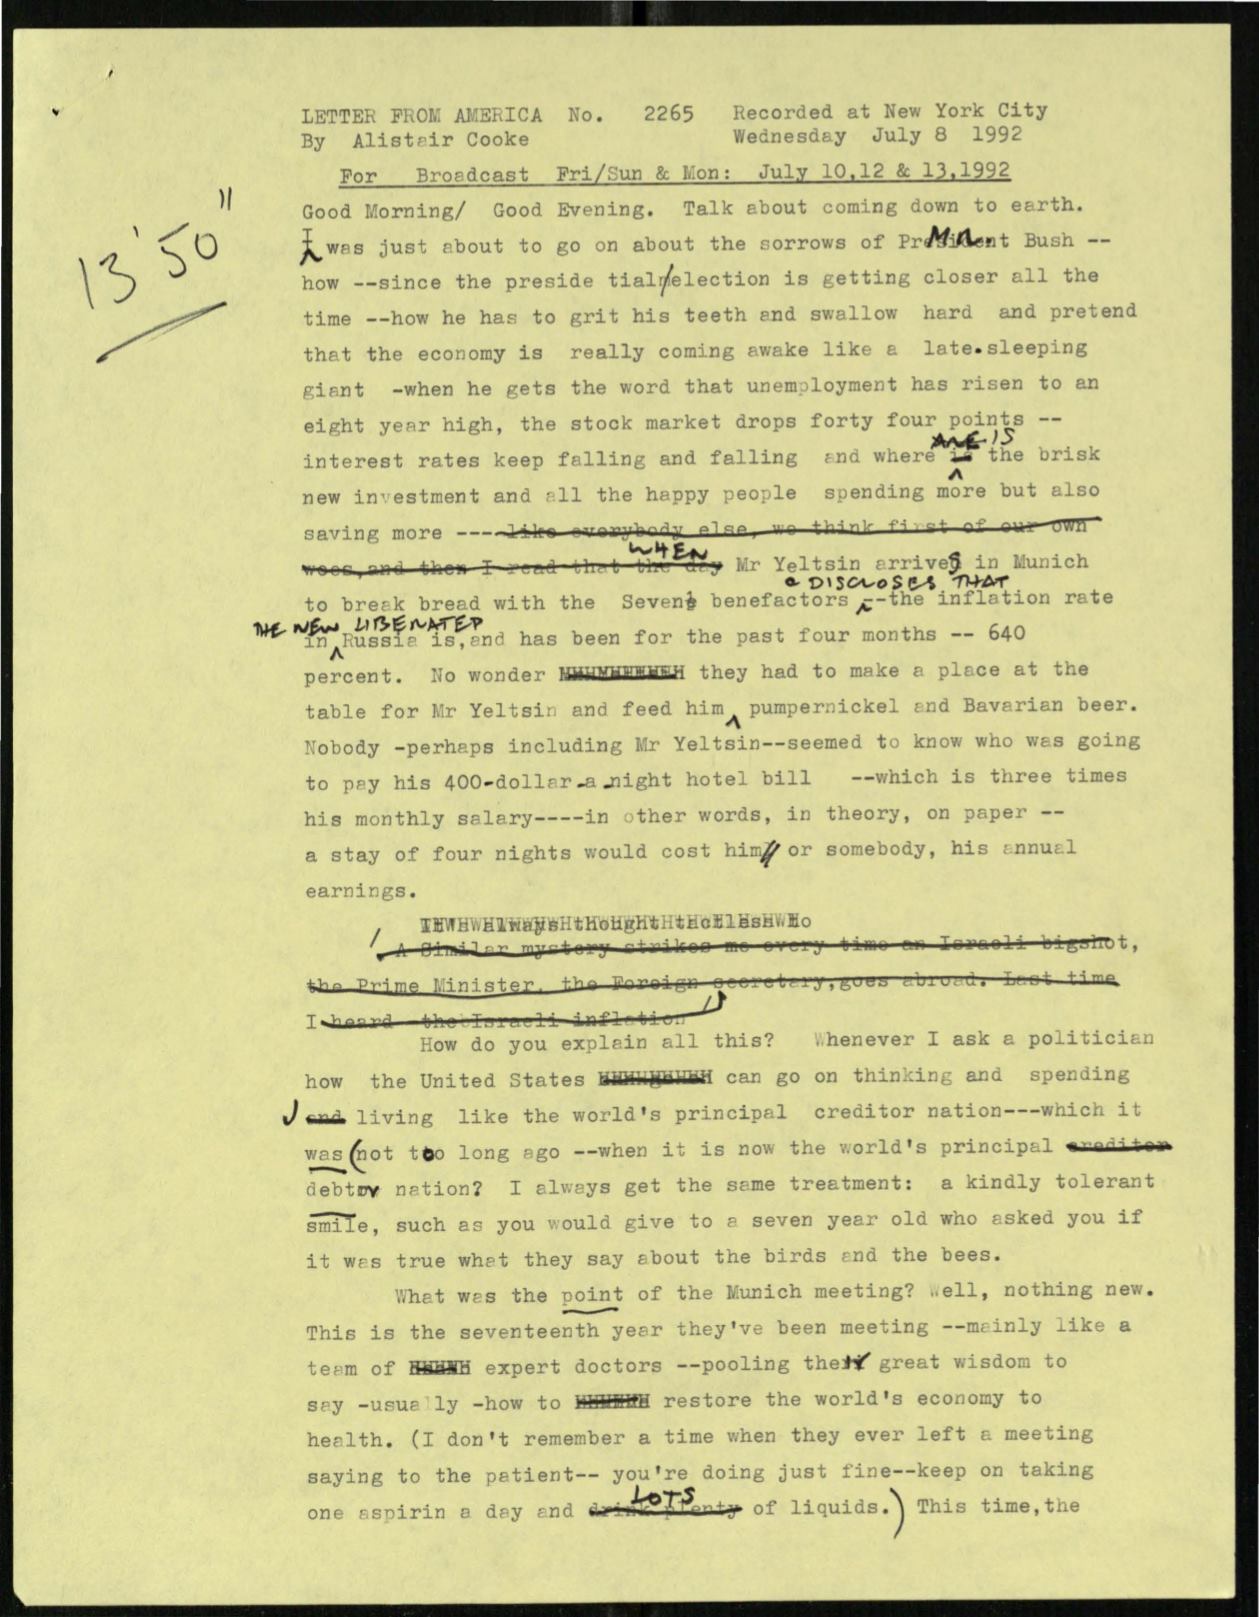 LETTER FROM AMERICA No. 2265 Recorded at New York City
By Alistair Cooke Wednesday July 8 1992
For Broadcast Fri/Sun & Mon: July 10,12 & 13,1992
13'50"
Good Morning/ Good Evening. Talk about coming down to earth.
I was just about to go on about the sorrows of President Mr. Bush --
how --since the preside tialn/election is getting closer all the
time --how he has to grit his teeth and swallow hard and pretend
that the economy is really coming awake like a late-sleeping
giant -when he gets the word that unemployment has risen to an
eight year high, the stock market drops forty four points --
ARE IS
interest rates keep falling and falling and where is the brisk
new investment and all the happy people spending more but also
saving more ----like everybody else, we think first of our own
WHEN
woes,and then I read that the day Mr Yeltsin arrives in Munich
DISCLOSES THAT
to break bread with the Seven benefactors --the inflation rate
THE NEW LIBERATED
in Russia is,and has been for the past four months -- 640
percent. No wonder they had to make a place at the
table for Mr Yeltsin and feed him pumpernickel and Bavarian beer.
Nobody -perhaps including Mr Yeltsin--seemed to know who was going
to pay his 400-dollar-a-night hotel bill --which is three times
his monthly salary----in other words, in theory, on paper --
a stay of four nights would cost him, or somebody, his annual
earnings.
A Similar mystery strikes me every time an Israeli bigshot,
the Prime Minister, the Foreign secretary,goes abroad. Last time
I heard the Israeli inflation
How do you explain all this? Whenever I ask a politician
how the United States can go on thinking and spending
and living like the world's principal creditor nation---which it
was (not too long ago --when it is now the world's principal creditor
debtor nation? I always get the same treatment: a kindly tolerant
smile, such as you would give to a seven year old who asked you if
it was true what they say about the birds and the bees.
What was the point of the Munich meeting? Well, nothing new.
This is the seventeenth year they've been meeting --mainly like a
team of expert doctors --pooling their great wisdom to
say -usually -how to restore the world's economy to
health. (I don't remember a time when they ever left a meeting
saying to the patient-- you're doing just fine--keep on taking
LOTS
one aspirin a day and drink plenty of liquids.) This time,the